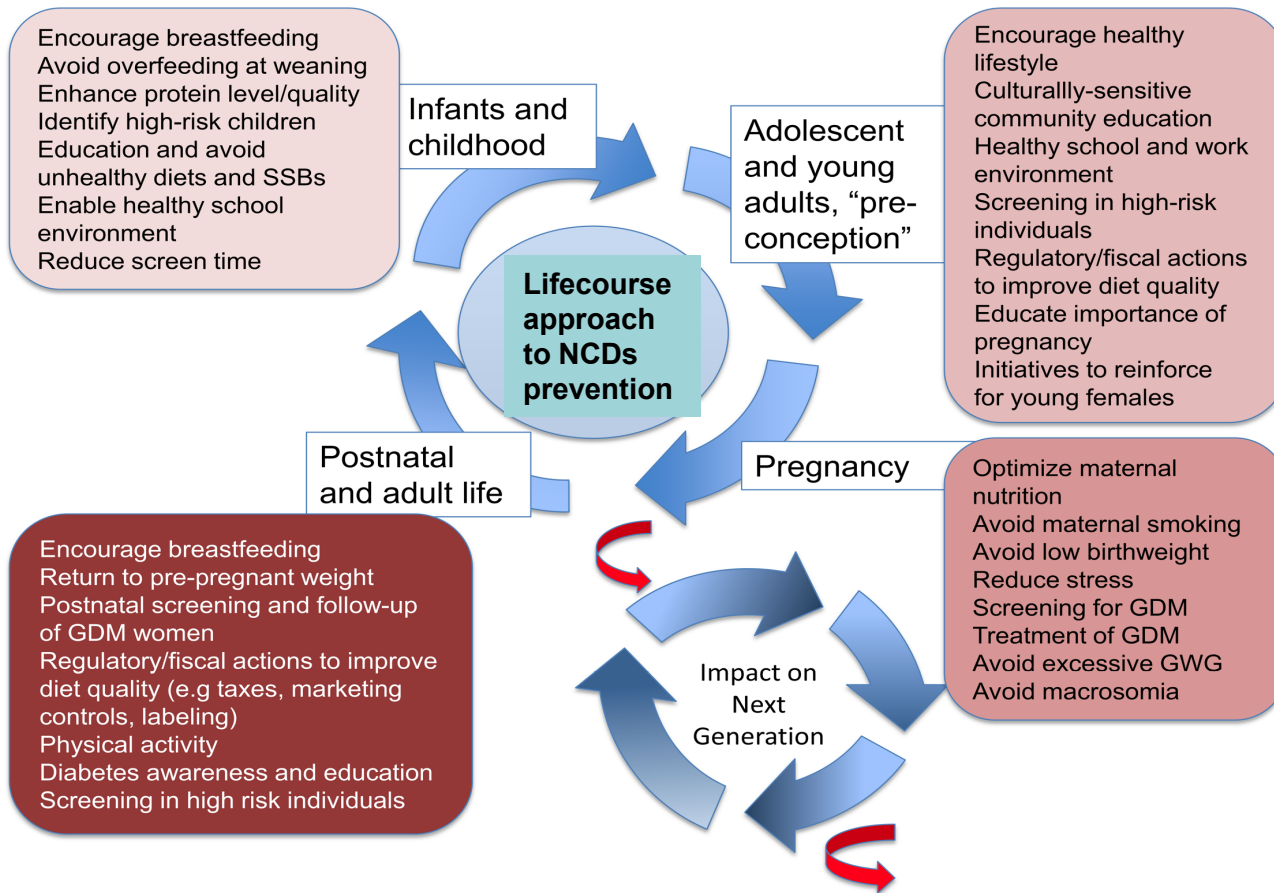 Encourage breastfeeding
Avoid overfeeding at weaning
Enhance protein level/quality
Identify high-risk children
Education and avoid
unhealthy diets and SSBs
Enable healthy school
environment
Reduce screen time
Infants and
childhood
Adolescent
and young
adults, “pre-
conception”
Encourage healthy
lifestyle
Culturallly-sensitive
community education
Healthy school and work
environment
Screening in high-risk
individuals
Regulatory/fiscal actions
to improve diet quality
Educate importance of
pregnancy
Initiatives to reinforce
for young females
Lifecourse
approach
to NCDs
prevention
Postnatal
and adult life
Pregnancy
Encourage breastfeeding
Return to pre-pregnant weight
Postnatal screening and follow-up
of GDM women
Regulatory/fiscal actions to improve
diet quality (e.g taxes, marketing
controls, labeling)
Physical activity
Diabetes awareness and education
Screening in high risk individuals
Optimize maternal
nutrition
Avoid maternal smoking
Avoid low birthweight
Reduce stress
Screening for GDM
Treatment of GDM
Avoid excessive GWG
Avoid macrosomia
Impact on
Next
Generation